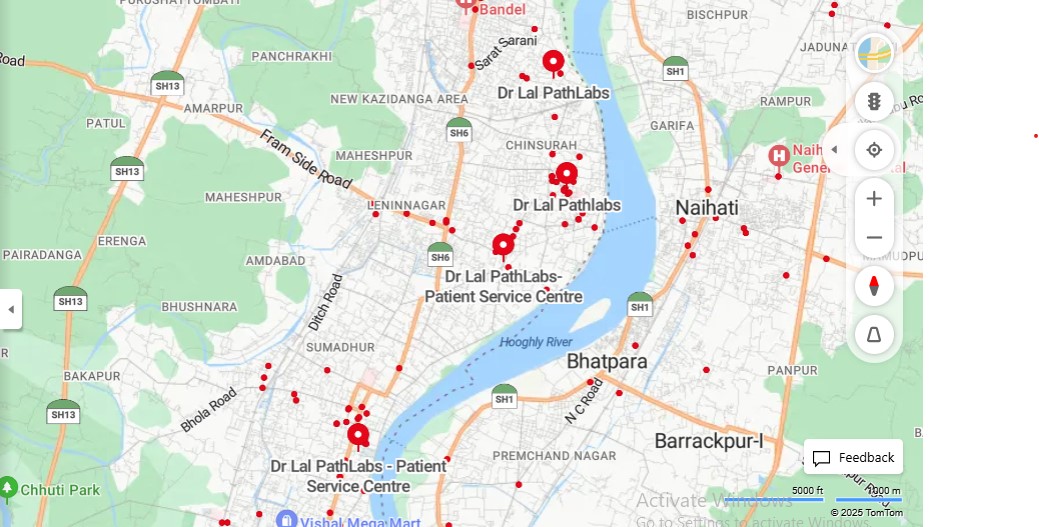 PURUSHATTOMBATI
Bandel
BISCHPUR
Sarat Sarani
JADUNA
Road
PANCHRAKHI
SH1
SH13
Dr Lal PathLabs
NEW KAZIDANGA AREA
RAMPUR
AMARPUR
PATUL
SH6
GARIFA
Fram Side Road
CHINSURAH
MAHESHPUR
Naih
General
al
SH13
MAHESHPUR
LENINNAGAR
Dr Lal Pathlabs
Naihati
ERENGA
PAIRADANGA
SH6
AMDABAD
MAMUDPU
Dr Lal PathLabs-
Patient Service Centre
SH13
BHUSHNARA
Ditch Road
SH1
Hooghly River
SUMADHUR
Bhatpara
BAKAPUR
PANPUR
SH13
Bhola Road
SH1
N C Road
Barrackpur-I
Feedback
PREMCHAND NAGAR
Dr Lal PathLabs - Patient
Service Centre
Chhuti Park
Activate Windows
5000 ft
1000 m
© 2025 TomTom
Vishal Mega Mart
Go to Settings to activate Windows.